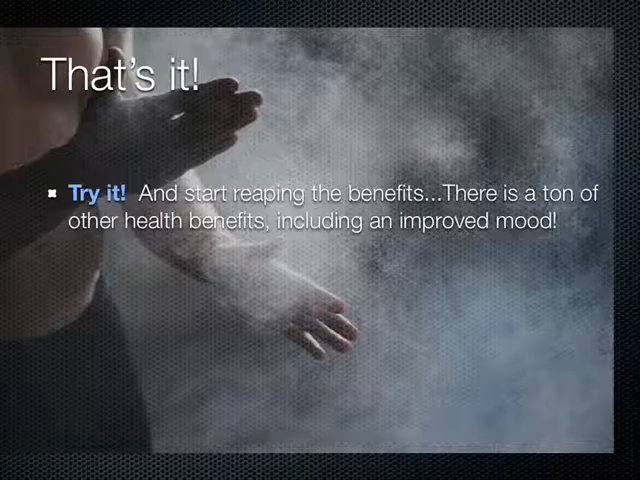 That's it!
Try it! And start reaping the benefits...There is a ton of
other health benefits, including an improved mood!